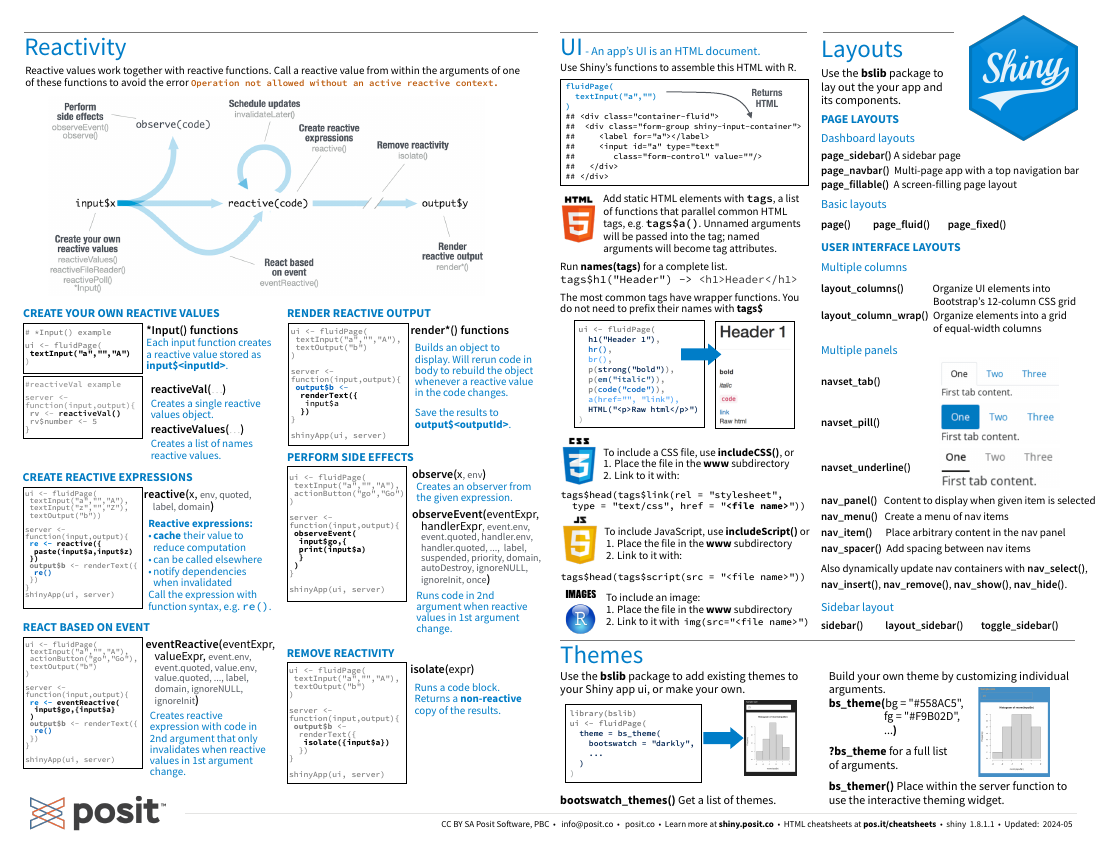 Reactivity
Reactive values work together with reactive functions. Call a reactive value from within the arguments of one
of these functions to avoid the error Operation not allowed without an active reactive context.
Perform
side effects
observeEvent()
observe()
observe(code)
Schedule updates
invalidateLater()
Create reactive
expressions
reactive()
Remove reactivity
isolate()
input$x
reactive(code)
output$y
Create your own
reactive values
reactiveValues()
reactiveFileReader()
reactivePoll()
*Input()
React based
on event
eventReactive()
Render
reactive output
render*()
CREATE YOUR OWN REACTIVE VALUES
# *Input() example
ui <- fluidPage(
textInput("a","","A")
)
*Input() functions
Each input function creates
a reactive value stored as
input$<inputId>.
#reactiveVal example
server <-
function(input,output){
rv <- reactiveVal()
rv$number <- 5
}
reactiveVal(...)
Creates a single reactive
values object.
reactiveValues(...)
Creates a list of names
reactive values.
CREATE REACTIVE EXPRESSIONS
ui <- fluidPage(
textInput("a","","A"),
textInput("z","","Z"),
textOutput("b"))
server <-
function(input,output){
re <- reactive({
paste(input$a,input$z)
})
output$b <- renderText({
re()
})
}
shinyApp(ui, server)
reactive(x, env, quoted,
label, domain)
Reactive expressions:
• cache their value to
reduce computation
• can be called elsewhere
• notify dependencies
when invalidated
Call the expression with
function syntax, e.g. re().
REACT BASED ON EVENT
ui <- fluidPage(
textInput("a","","A"),
actionButton("go","Go"),
textOutput("b")
)
server <-
function(input,output){
re <- eventReactive(
input$go,{input$a}
)
output$b <- renderText({
re()
})
}
shinyApp(ui, server)
eventReactive(eventExpr,
valueExpr, event.env,
event.quoted, value.env,
value.quoted, ..., label,
domain, ignoreNULL,
ignoreInit)
Creates reactive
expression with code in
2nd argument that only
invalidates when reactive
values in 1st argument
change.
RENDER REACTIVE OUTPUT
ui <- fluidPage(
textInput("a","","A"),
textOutput("b")
)
server <-
function(input,output){
output$b <-
renderText({
input$a
})
}
shinyApp(ui, server)
render*() functions
Builds an object to
display. Will rerun code in
body to rebuild the object
whenever a reactive value
in the code changes.
Save the results to
output$<outputId>.
PERFORM SIDE EFFECTS
ui <- fluidPage(
textInput("a","","A"),
actionButton("go","Go")
)
server <-
function(input,output){
observeEvent(
input$go,{
print(input$a)
}
)
}
shinyApp(ui, server)
observe(x, env)
Creates an observer from
the given expression.
observeEvent(eventExpr,
handlerExpr, event.env,
event.quoted, handler.env,
handler.quoted, ..., label,
suspended, priority, domain,
autoDestroy, ignoreNULL,
ignoreInit, once)
Runs code in 2nd
argument when reactive
values in 1st argument
change.
REMOVE REACTIVITY
ui <- fluidPage(
textInput("a","","A"),
textOutput("b")
)
server <-
function(input,output){
output$b <-
renderText({
isolate({input$a})
})
}
shinyApp(ui, server)
isolate(expr)
Runs a code block.
Returns a non-reactive
copy of the results.
UI - An app's UI is an HTML document.
Use Shiny's functions to assemble this HTML with R.
fluidPage(
textInput("a","")
)
## <div class="container-fluid">
## <div class="form-group shiny-input-container">
## <label for="a"></label>
## <input id="a" type="text"
## class="form-control" value=""/>
## </div>
## </div>
Returns
HTML
HTML
5
Add static HTML elements with tags, a list
of functions that parallel common HTML
tags, e.g. tags$a(). Unnamed arguments
will be passed into the tag; named
arguments will become tag attributes.
Run names(tags) for a complete list.
tags$h1("Header") -> <h1>Header</h1>
The most common tags have wrapper functions. You
do not need to prefix their names with tags$
ui <- fluidPage(
h1("Header 1"),
hr(),
br(),
p(strong("bold")),
p(em("italic")),
p(code("code")),
a(href="", "link"),
HTML("<p>Raw html</p>")
)
Header 1
bold
italic
code
link
Raw html
CSS
3
To include a CSS file, use includeCSS(), or
1. Place the file in the www subdirectory
2. Link to it with:
tags$head(tags$link(rel = "stylesheet",
type = "text/css", href = "<file name>"))
JS
5
To include JavaScript, use includeScript() or
1. Place the file in the www subdirectory
2. Link to it with:
tags$head(tags$script(src = "<file name>"))
IMAGES
R
To include an image:
1. Place the file in the www subdirectory
2. Link to it with img(src="<file name>")
Layouts
Shiny
Use the bslib package to
lay out the your app and
its components.
PAGE LAYOUTS
Dashboard layouts
page_sidebar() A sidebar page
page_navbar() Multi-page app with a top navigation bar
page_fillable() A screen-filling page layout
Basic layouts
page() page_fluid() page_fixed()
USER INTERFACE LAYOUTS
Multiple columns
layout_columns() Organize UI elements into
Bootstrap's 12-column CSS grid
layout_column_wrap() Organize elements into a grid
of equal-width columns
Multiple panels
navset_tab()
One Two Three
First tab content.
navset_pill()
One Two Three
First tab content.
navset_underline()
One Two Three
First tab content.
nav_panel() Content to display when given item is selected
nav_menu() Create a menu of nav items
nav_item() Place arbitrary content in the nav panel
nav_spacer() Add spacing between nav items
Also dynamically update nav containers with nav_select(),
nav_insert(), nav_remove(), nav_show(), nav_hide().
Sidebar layout
sidebar() layout_sidebar() toggle_sidebar()
Themes
Use the bslib package to add existing themes to
your Shiny app ui, or make your own.
library(bslib)
ui <- fluidPage(
theme = bs_theme(
bootswatch = "darkly",
...
)
)
bootswatch_themes() Get a list of themes.
Build your own theme by customizing individual
arguments.
bs_theme(bg = "#558AC5",
fg = "#F9B02D",
...)
?bs_theme for a full list
of arguments.
bs_themer() Place within the server function to
use the interactive theming widget.
posit™
CC BY SA Posit Software, PBC • info@posit.co • posit.co • Learn more at shiny.posit.co • HTML cheatsheets at pos.it/cheatsheets • shiny 1.8.1.1 • Updated: 2024-05